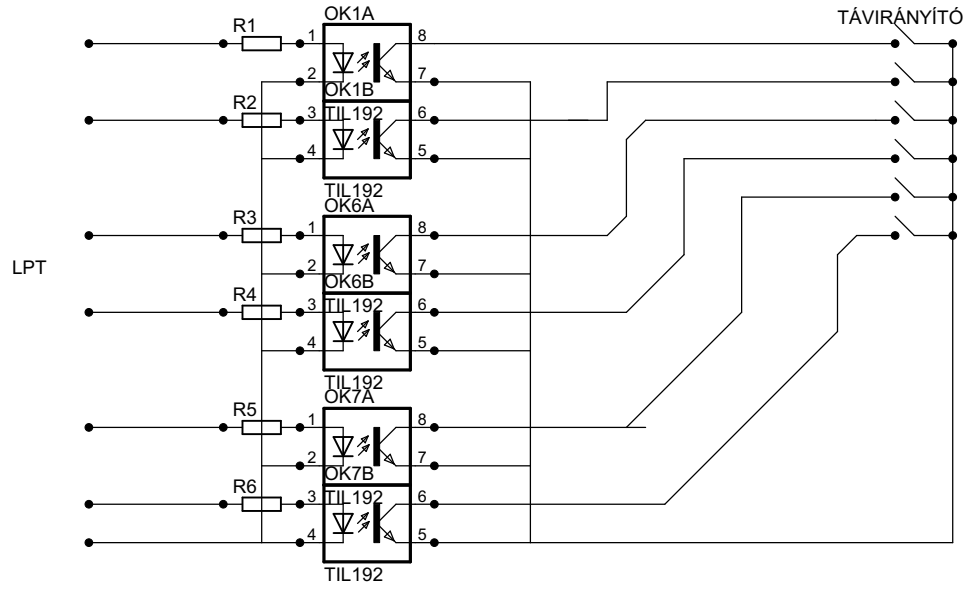 OK1A
TÁVIRÁNYÍTÓ
R1
1
8
2
7
OK1B
R2
3
TIL192
6
4
5
TIL192
OK6A
R3
1
8
LPT
2
7
OK6B
R4
3
TIL192
6
4
5
TIL192
OK7A
R5
1
8
2
7
OK7B
R6
3
TIL192
6
4
5
TIL192